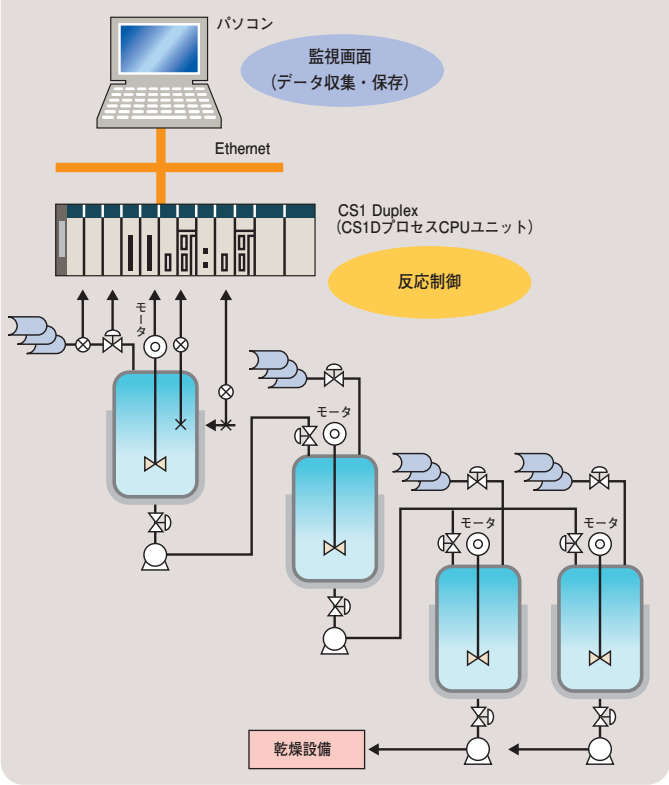 パソコン
監視画面
（データ収集・保存）
Ethernet
CS1 Duplex
（CS1DプロセスCPUユニット）
反応制御
モータ
モータ
モータ
モータ
乾燥設備